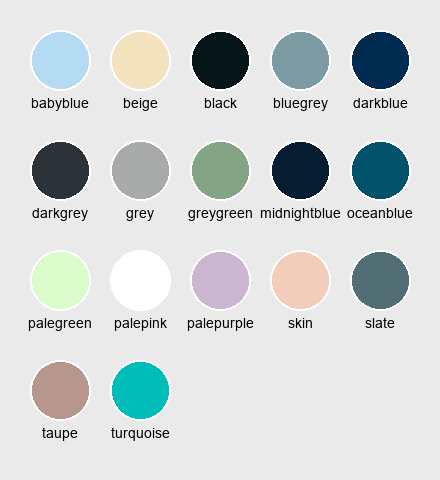 babyblue beige black bluegrey darkblue
darkgrey grey greygreen midnightblue oceanblue
palegreen palepink palepurple skin slate
taupe turquoise